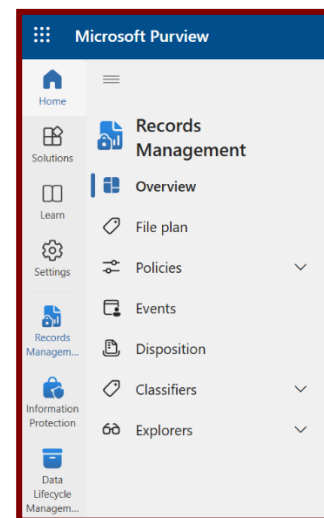 Microsoft Purview
Home
Solutions
Learn
Settings
Records
Managem...
Information
Protection
Data
Lifecycle
Managem...
Records
Management
Overview
File plan
Policies
Events
Disposition
Classifiers
Explorers